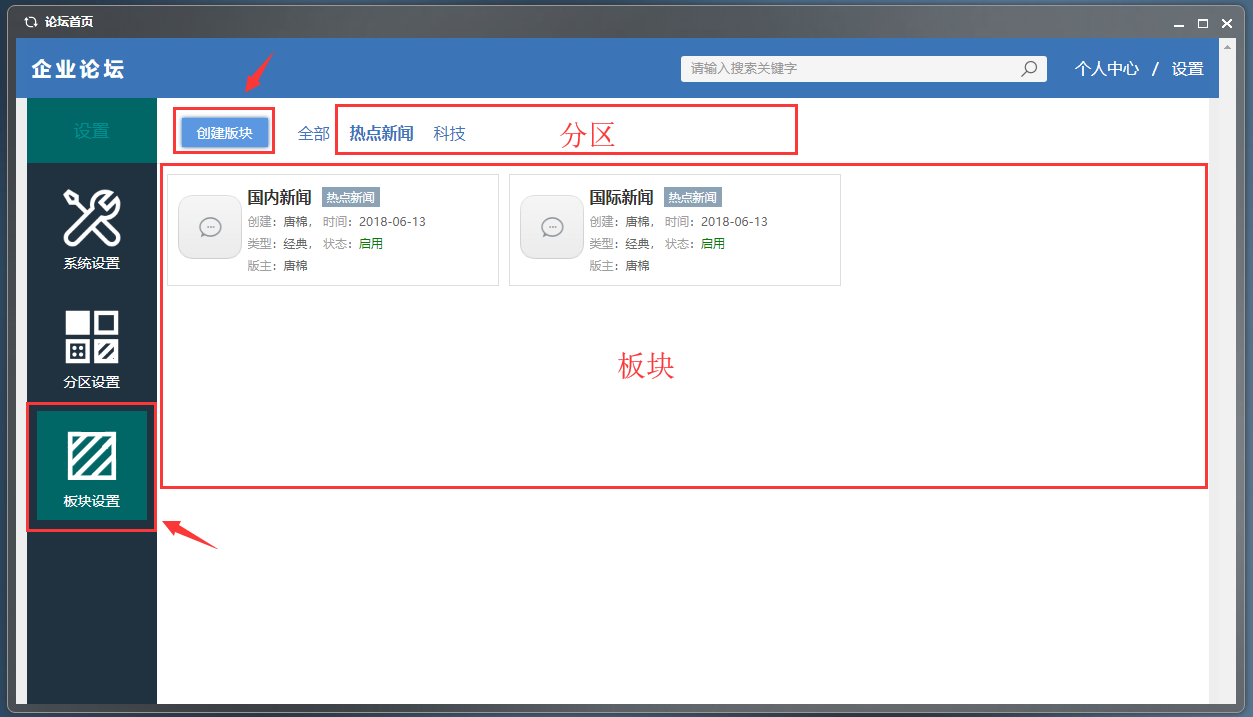 论坛首页
企业论坛
请输入搜索关键字
个人中心 / 设置
设置
创建版块 全部 热点新闻 科技 分区
国内新闻 热点新闻
创建：唐棉， 时间：2018-06-13
类型：经典， 状态：启用
版主：唐棉
国际新闻 热点新闻
创建：唐棉， 时间：2018-06-13
类型：经典， 状态：启用
版主：唐棉
系统设置
分区设置
板块
板块设置